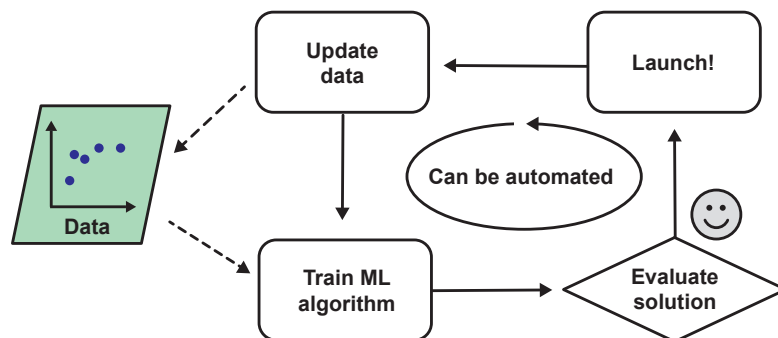 Update
data
Launch!
Can be automated
Data
Train ML
algorithm
Evaluate
solution